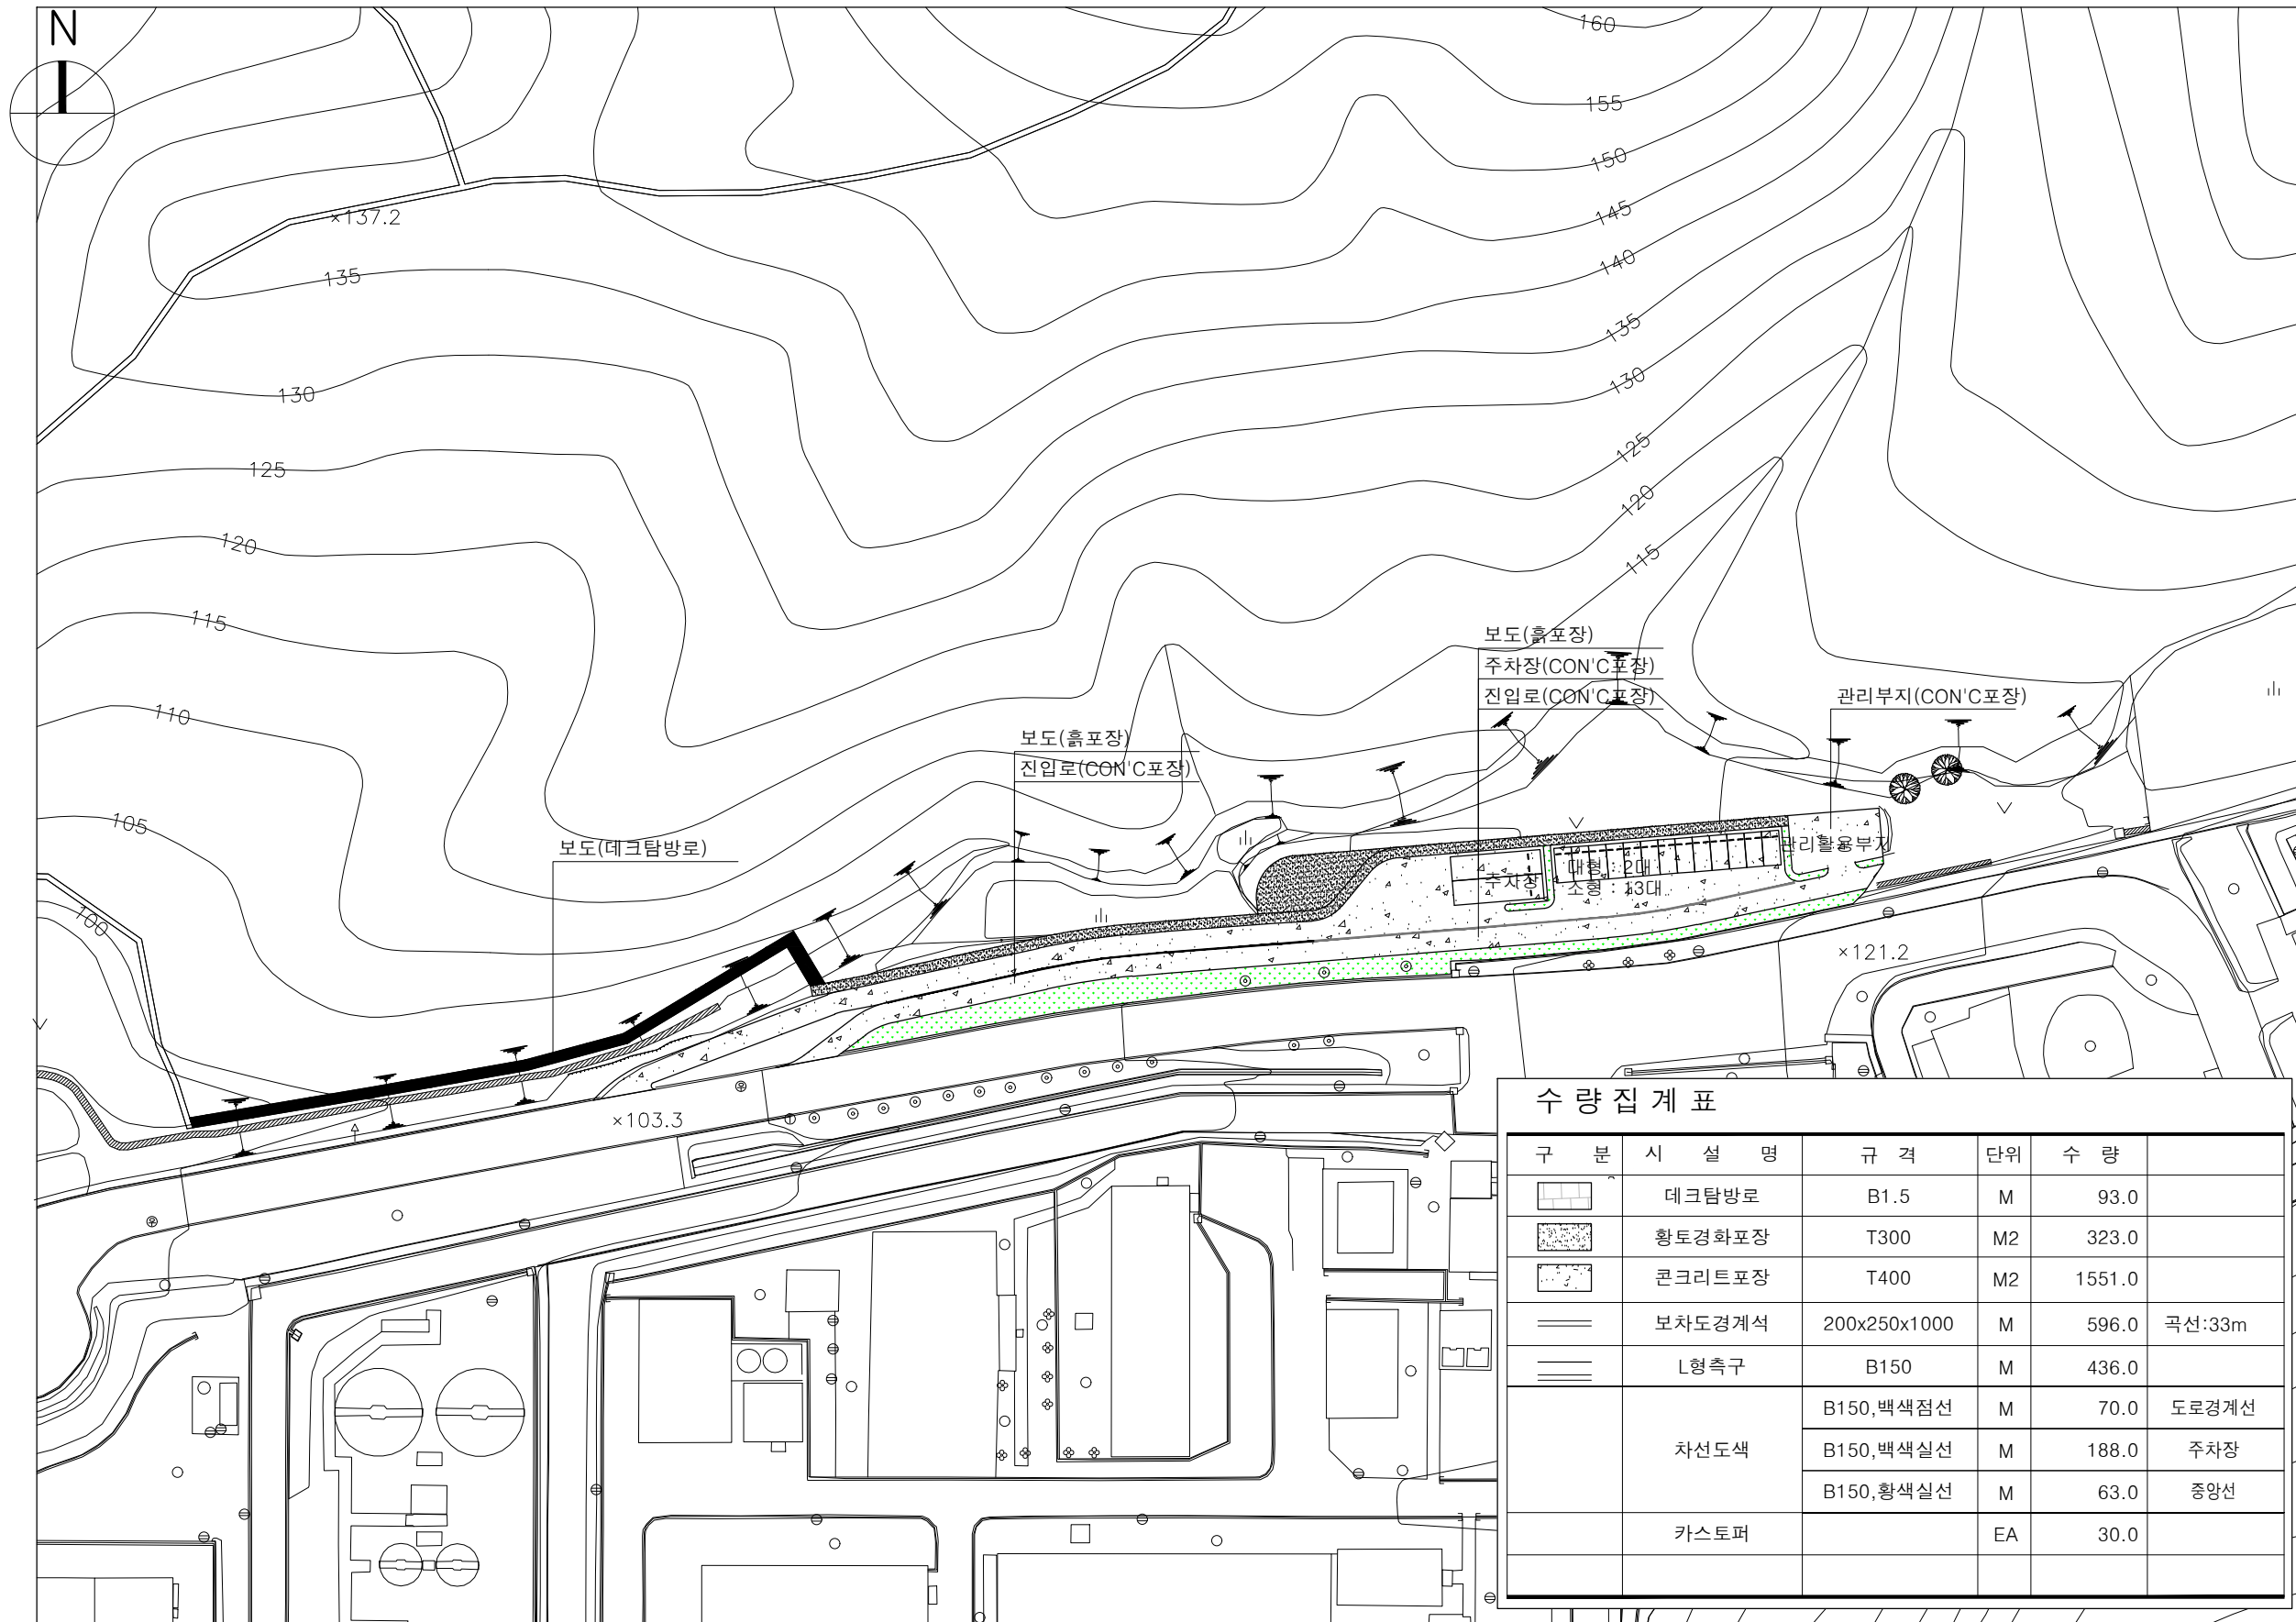 N
160
155
150
145
140
135
130
125
120
115
×137.2
135
130
125
120
115
110
105
100
보도(흙포장)
주차장(CON'C포장)
진입로(CON'C포장)
관리부지(CON'C포장)
보도(흙포장)
진입로(CON'C포장)
보도(데크탐방로)
관리활용부지
주차장
대형 : 2대
소형 : 13대
×121.2
×103.3
수 량 집 계 표
구 분 시 설 명 규 격 단위 수 량
데크탐방로 B1.5 M 93.0
황토경화포장 T300 M2 323.0
콘크리트포장 T400 M2 1551.0
보차도경계석 200x250x1000 M 596.0 곡선:33m
L형측구 B150 M 436.0
차선도색 B150,백색점선 M 70.0 도로경계선
B150,백색실선 M 188.0 주차장
B150,황색실선 M 63.0 중앙선
카스토퍼 EA 30.0